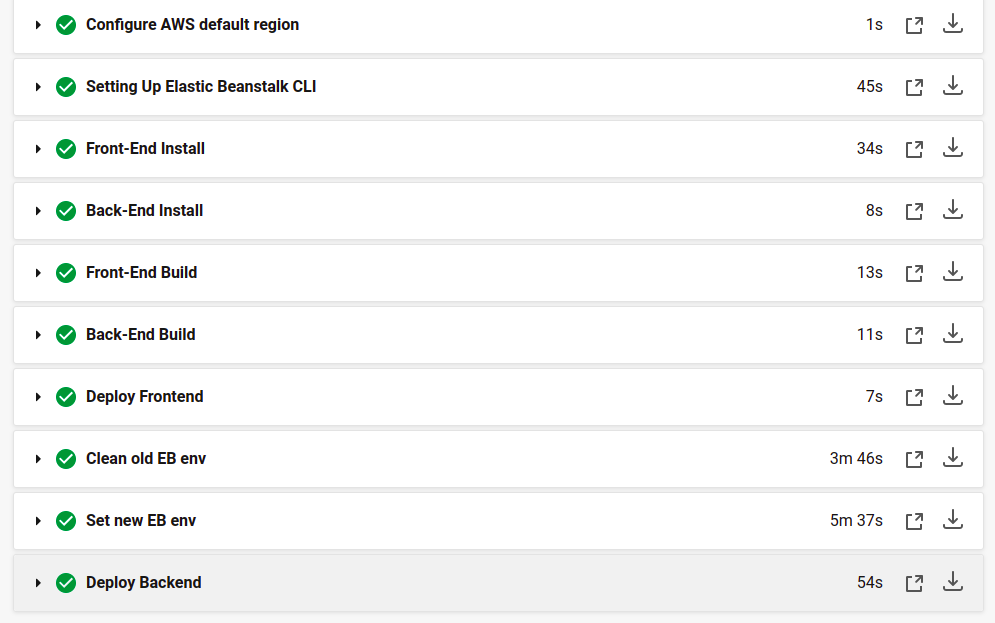 Configure AWS default region 1s
Setting Up Elastic Beanstalk CLI 45s
Front-End Install 34s
Back-End Install 8s
Front-End Build 13s
Back-End Build 11s
Deploy Frontend 7s
Clean old EB env 3m 46s
Set new EB env 5m 37s
Deploy Backend 54s